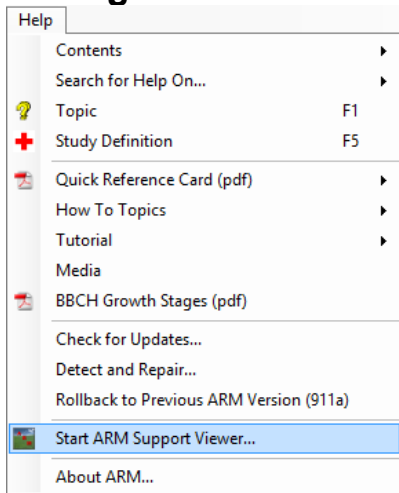 Help
Contents
Search for Help On...
Topic F1
Study Definition F5
Quick Reference Card (pdf)
How To Topics
Tutorial
Media
BBCH Growth Stages (pdf)
Check for Updates...
Detect and Repair...
Rollback to Previous ARM Version (911a)
Start ARM Support Viewer...
About ARM...